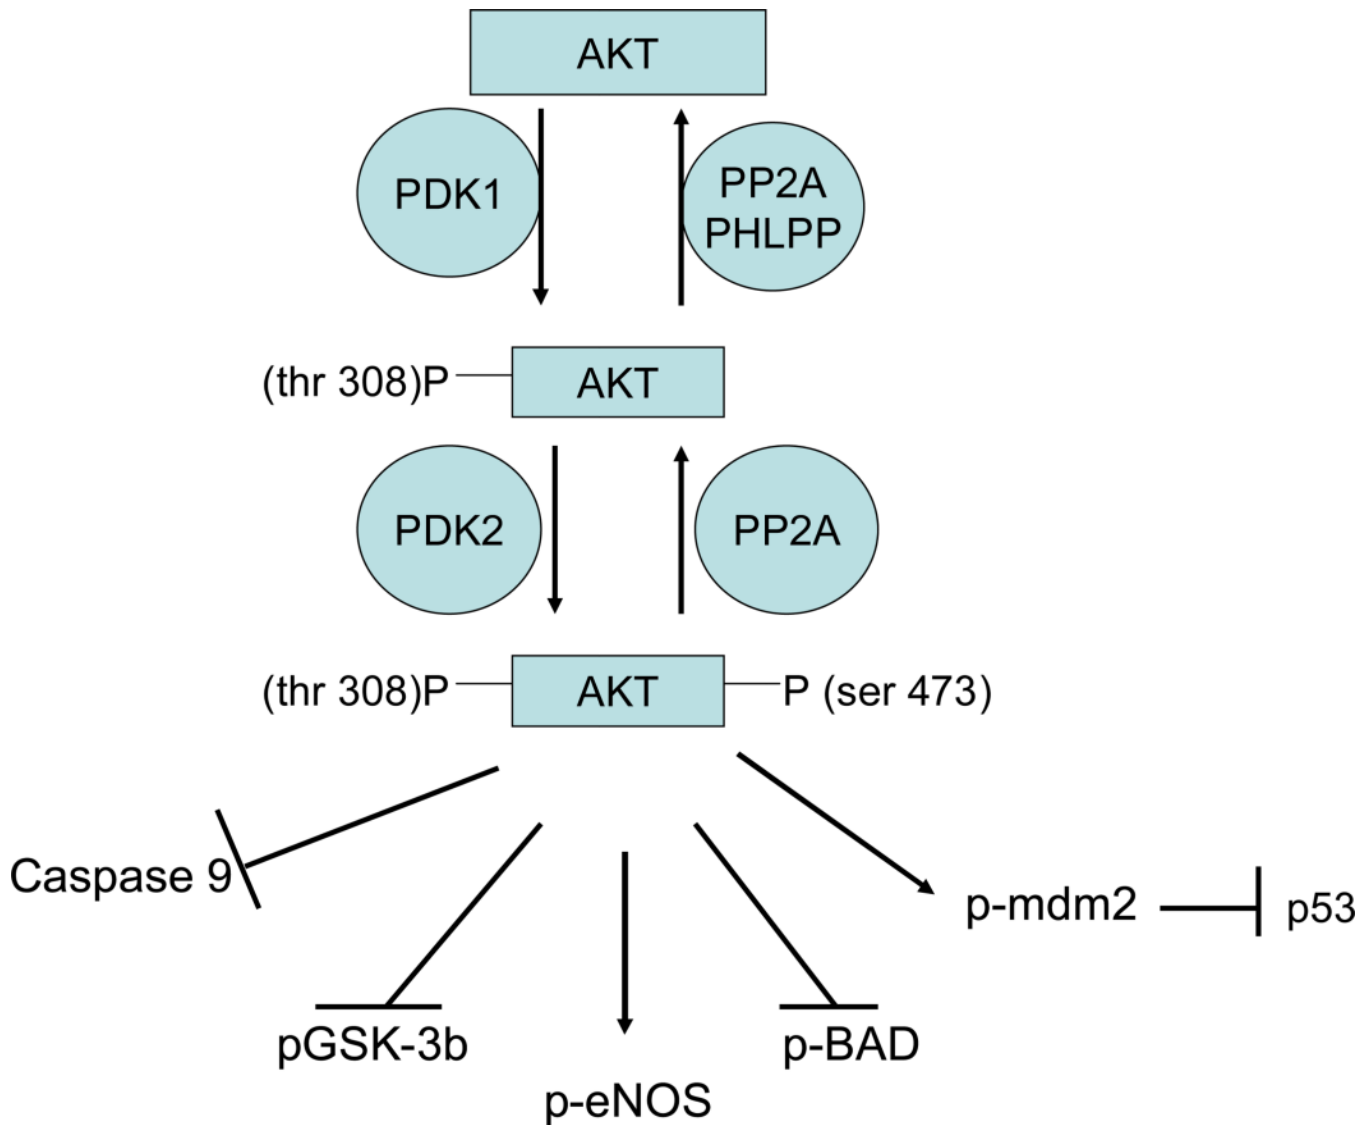 AKT
PDK1
PP2A
PHLPP
(thr 308)P
AKT
PDK2
PP2A
(thr 308)P
AKT
P (ser 473)
Caspase 9
p-mdm2
p53
pGSK-3b
p-BAD
p-eNOS